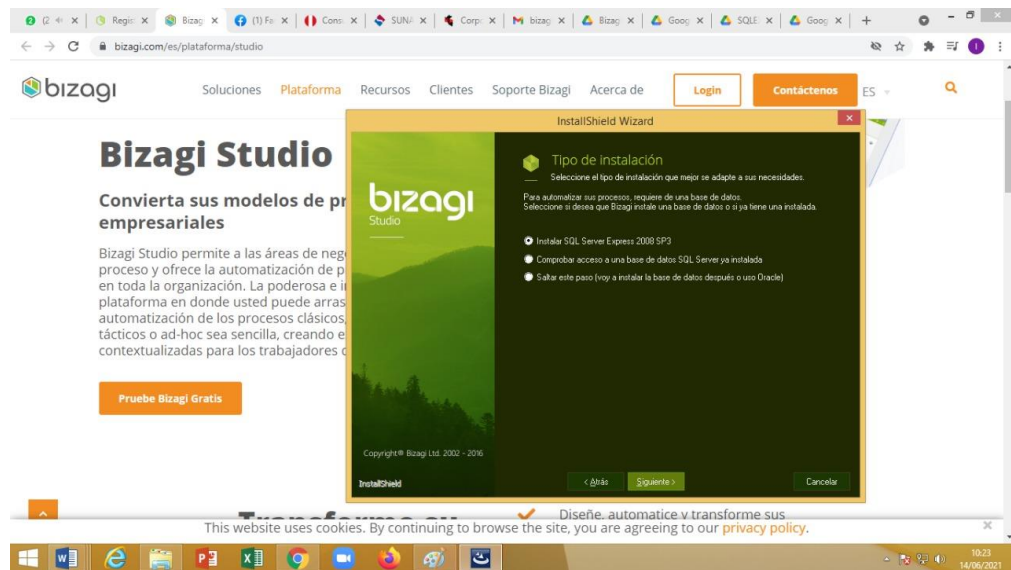 (2
Regis
Bizag
(1) Fa
Cons
SUNA
Corpo
bizag
Bizag
Goog
SQLE
Goog
bizagi.com/es/plataforma/studio
bizagi
Soluciones Plataforma Recursos Clientes Soporte Bizagi Acerca de Login Contáctenos ES
Bizagi Studio
Convierta sus modelos de pr
empresariales
Bizagi Studio permite a las áreas de nego
proceso y ofrece la automatización de p
en toda la organización. La poderosa e i
plataforma en donde usted puede arras
automatización de los procesos clásicos,
tácticos o ad-hoc sea sencilla, creando e
contextualizadas para los trabajadores
Pruebe Bizagi Gratis
InstallShield Wizard
bizagi
Studio
Tipo de instalación
Seleccione el tipo de instalación que mejor se adapte a sus necesidades.
Para automatizar sus procesos, requiere de una base de datos.
Seleccione si desea que Bizagi instale una base de datos o si ya tiene una instalada.
Instalar SQL Server Express 2008 SP3
Comprobar acceso a una base de datos SQL Server ya instalada
Saltar este paso (voy a instalar la base de datos después o uso Oracle)
Copyright® Bizagi Ltd. 2002 - 2016
InstallShield
< Atrás Siguiente > Cancelar
Diseñe, automatice y transforme sus
This website uses cookies. By continuing to browse the site, you are agreeing to our privacy policy.
10:23
14/06/2021